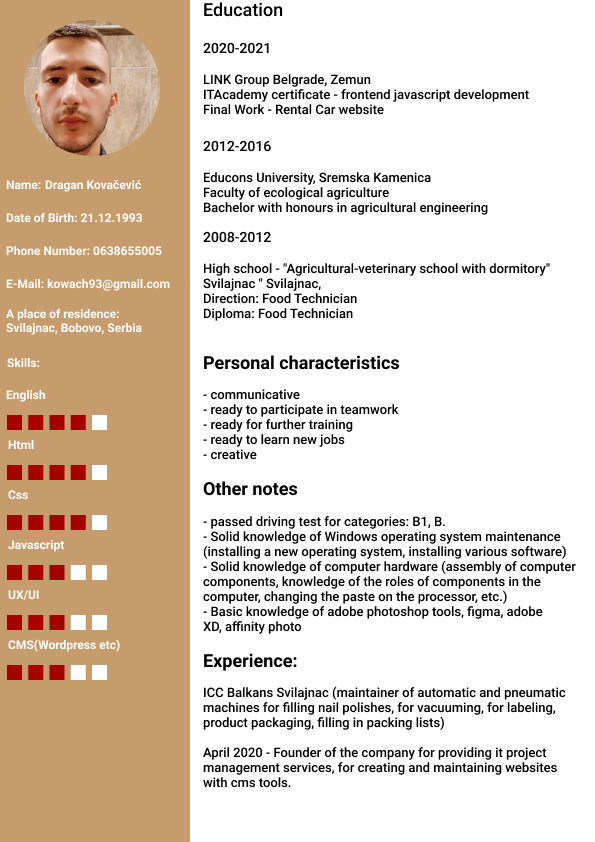 Name: Dragan Kovačević
Date of Birth: 21.12.1993
Phone Number: 0638655005
E-Mail: kowach93@gmail.com
A place of residence:
Svilajnac, Bobovo, Serbia
Skills:
English
Html
Css
Javascript
UX/UI
CMS(Wordpress etc)
Education
2020-2021
LINK Group Belgrade, Zemun
ITAcademy certificate - frontend javascript development
Final Work - Rental Car website
2012-2016
Educons University, Sremska Kamenica
Faculty of ecological agriculture
Bachelor with honours in agricultural engineering
2008-2012
High school - "Agricultural-veterinary school with dormitory"
Svilajnac " Svilajnac,
Direction: Food Technician
Diploma: Food Technician
Personal characteristics
- communicative
- ready to participate in teamwork
- ready for further training
- ready to learn new jobs
- creative
Other notes
- passed driving test for categories: B1, B.
- Solid knowledge of Windows operating system maintenance
(installing a new operating system, installing various software)
- Solid knowledge of computer hardware (assembly of computer
components, knowledge of the roles of components in the
computer, changing the paste on the processor, etc.)
- Basic knowledge of adobe photoshop tools, figma, adobe
XD, affinity photo
Experience:
ICC Balkans Svilajnac (maintainer of automatic and pneumatic
machines for filling nail polishes, for vacuuming, for labeling,
product packaging, filling in packing lists)
April 2020 - Founder of the company for providing it project
management services, for creating and maintaining websites
with cms tools.